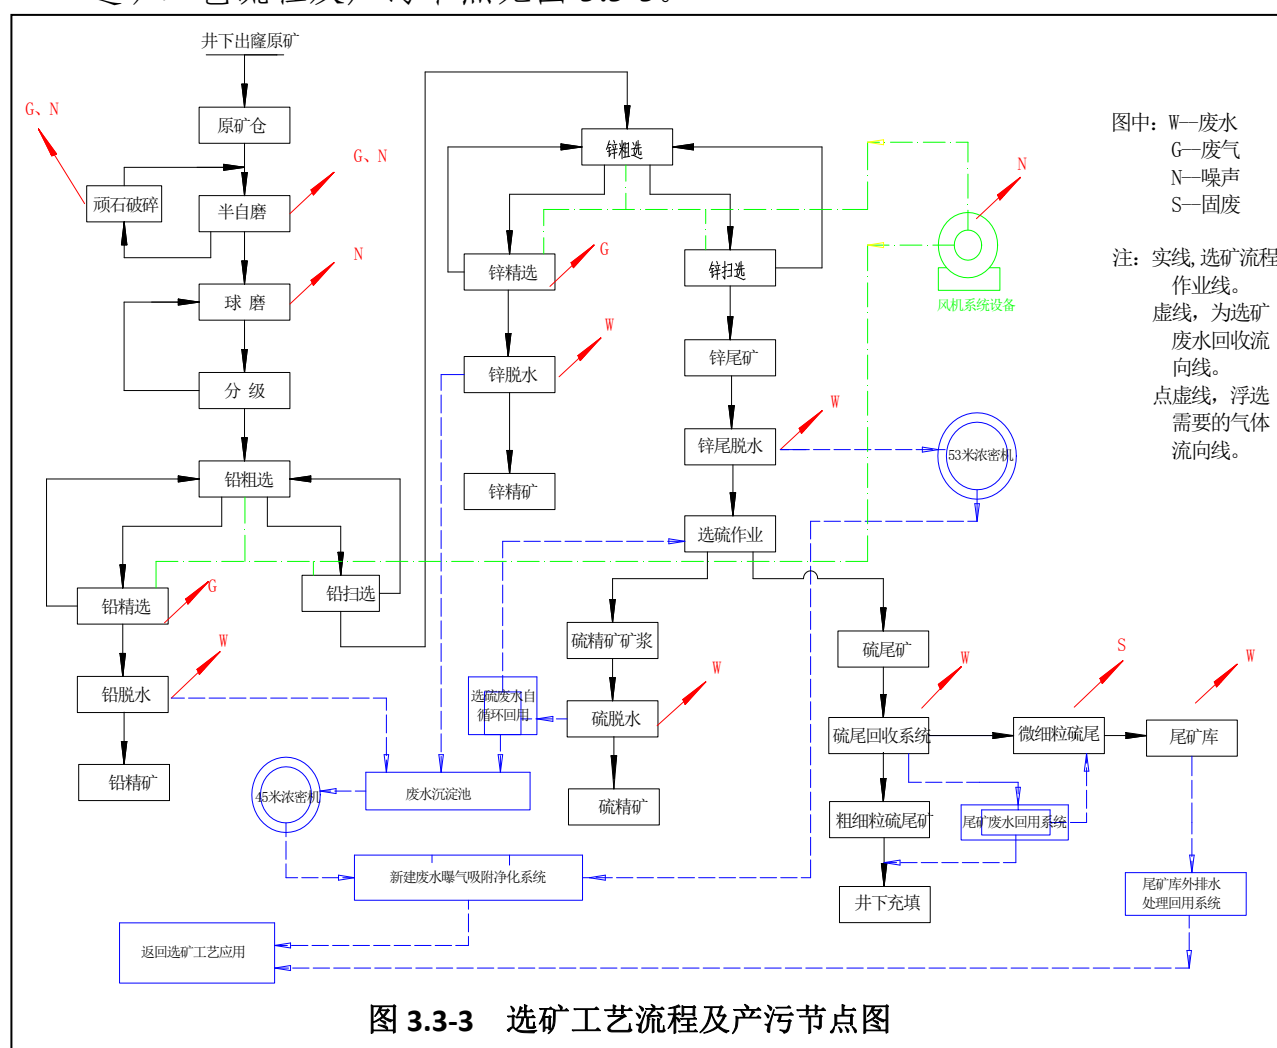 图 3.3-3
井下出窿原矿
G、N
原矿仓
G、N
顽石破碎
半自磨
N
球 磨
分 级
铅粗选
铅精选
G
铅扫选
铅脱水
W
铅精矿
锌粗选
锌精选
G
锌扫选
锌脱水
W
锌尾矿
锌精矿
锌尾脱水
W
选硫作业
N
风机系统设备
53米浓密机
图中：W—废水
G—废气
N—噪声
S—固废
注：实线,选矿流程
作业线。
虚线，为选矿
废水回收流
向线。
点虚线，浮选
需要的气体
流向线。
硫精矿矿浆
选硫废水自
循环回用
硫脱水
W
硫精矿
硫尾矿
W
S
W
硫尾回收系统
微细粒硫尾
尾矿库
45米浓密机
废水沉淀池
粗细粒硫尾矿
尾矿废水回用系统
新建废水曝气吸附净化系统
井下充填
尾矿库外排水
处理回用系统
返回选矿工艺应用
图 3.3-3 选矿工艺流程及产污节点图